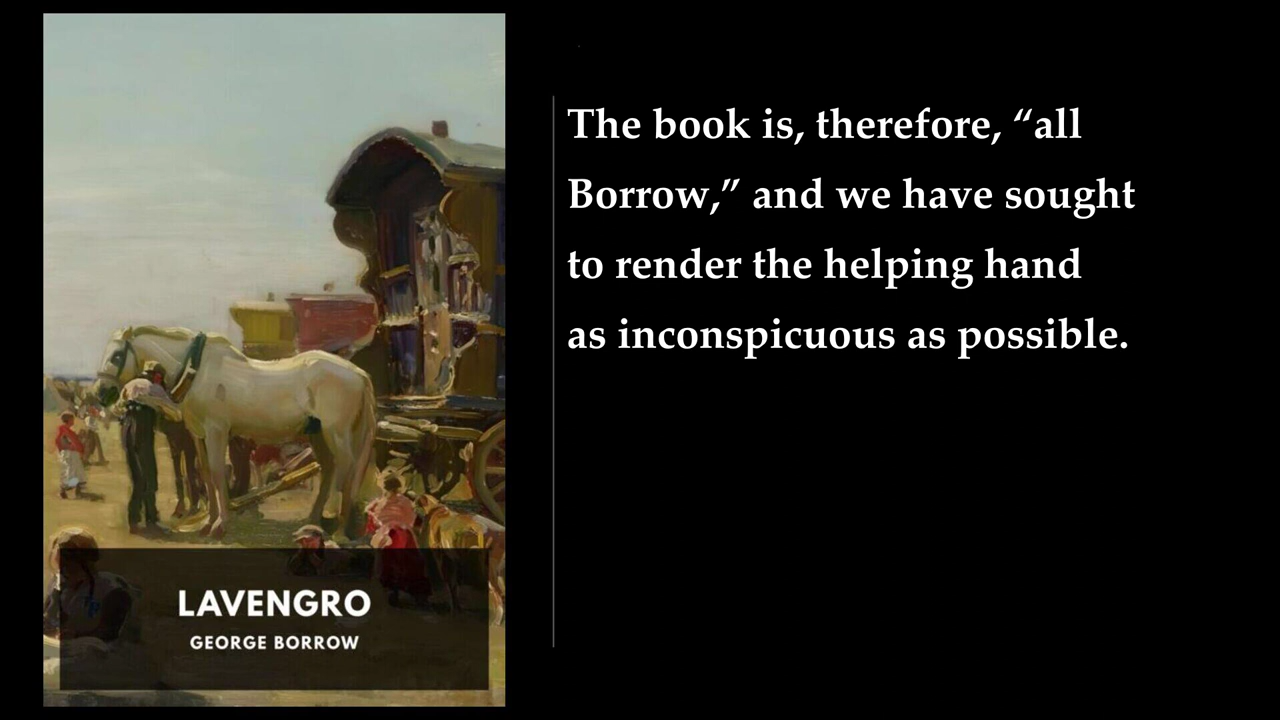 The book is, therefore, “all
Borrow,” and we have sought
to render the helping hand
as inconspicuous as possible.
LAVENGRO
GEORGE BORROW